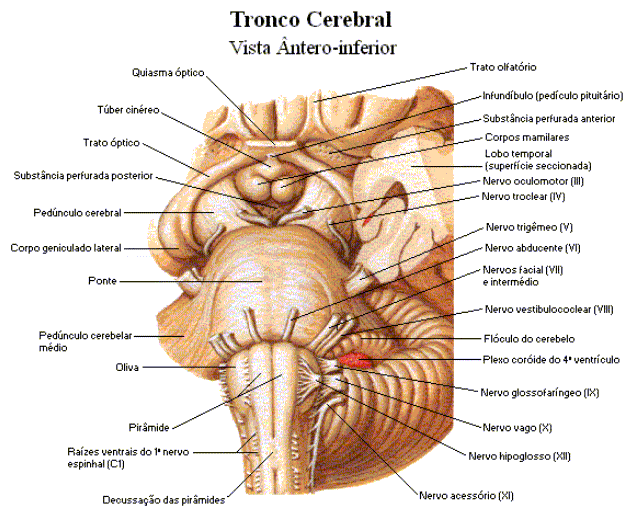 Tronco Cerebral
Vista Ântero-inferior
Quiasma óptico
Túber cinéreo
Trato óptico
Substância perfurada posterior
Pedúnculo cerebral
Corpo geniculado lateral
Ponte
Pedúnculo cerebelar
médio
Oliva
Pirâmide
Raízes ventrais do 1º nervo
espinhal (C1)
Decussação das pirâmides
Trato olfatório
Infundíbulo (pedículo pituitário)
Substância perfurada anterior
Corpos mamilares
Lobo temporal
(superfície seccionada)
Nervo oculomotor (III)
Nervo troclear (IV)
Nervo trigêmeo (V)
Nervo abducente (VI)
Nervos facial (VII)
e intermédio
Nervo vestibulococlear (VIII)
Flóculo do cerebelo
Plexo coróide do 4º ventrículo
Nervo glossofaríngeo (IX)
Nervo vago (X)
Nervo hipoglosso (XII)
Nervo acessório (XI)